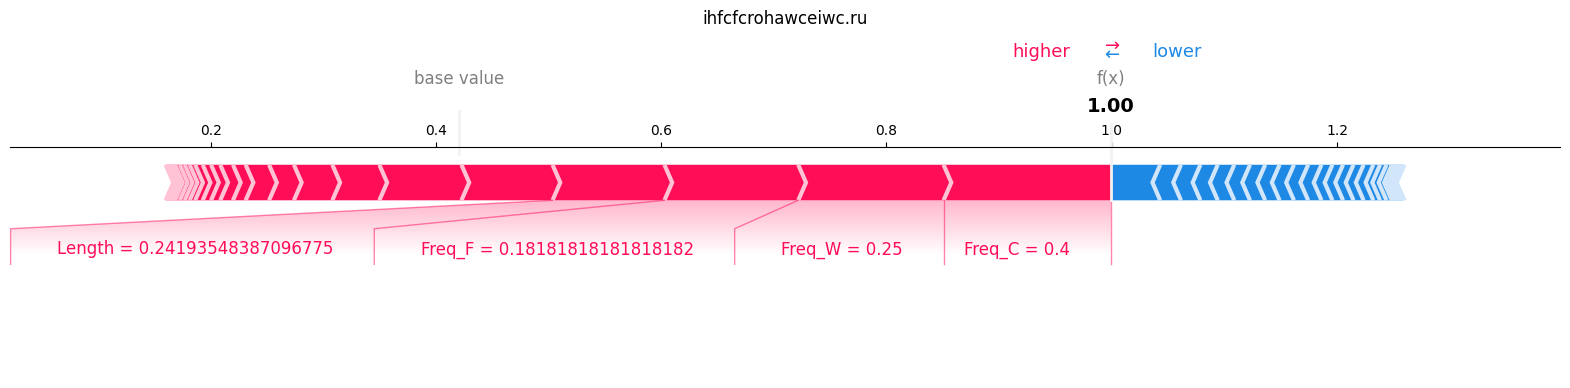 ihfcfcrohawceiwc.ru
higher → ← lower
base value f(x)
1.00
0.2 0.4 0.6 0.8 1.0 1.2
Length = 0.24193548387096775 Freq_F = 0.18181818181818182 Freq_W = 0.25 Freq_C = 0.4